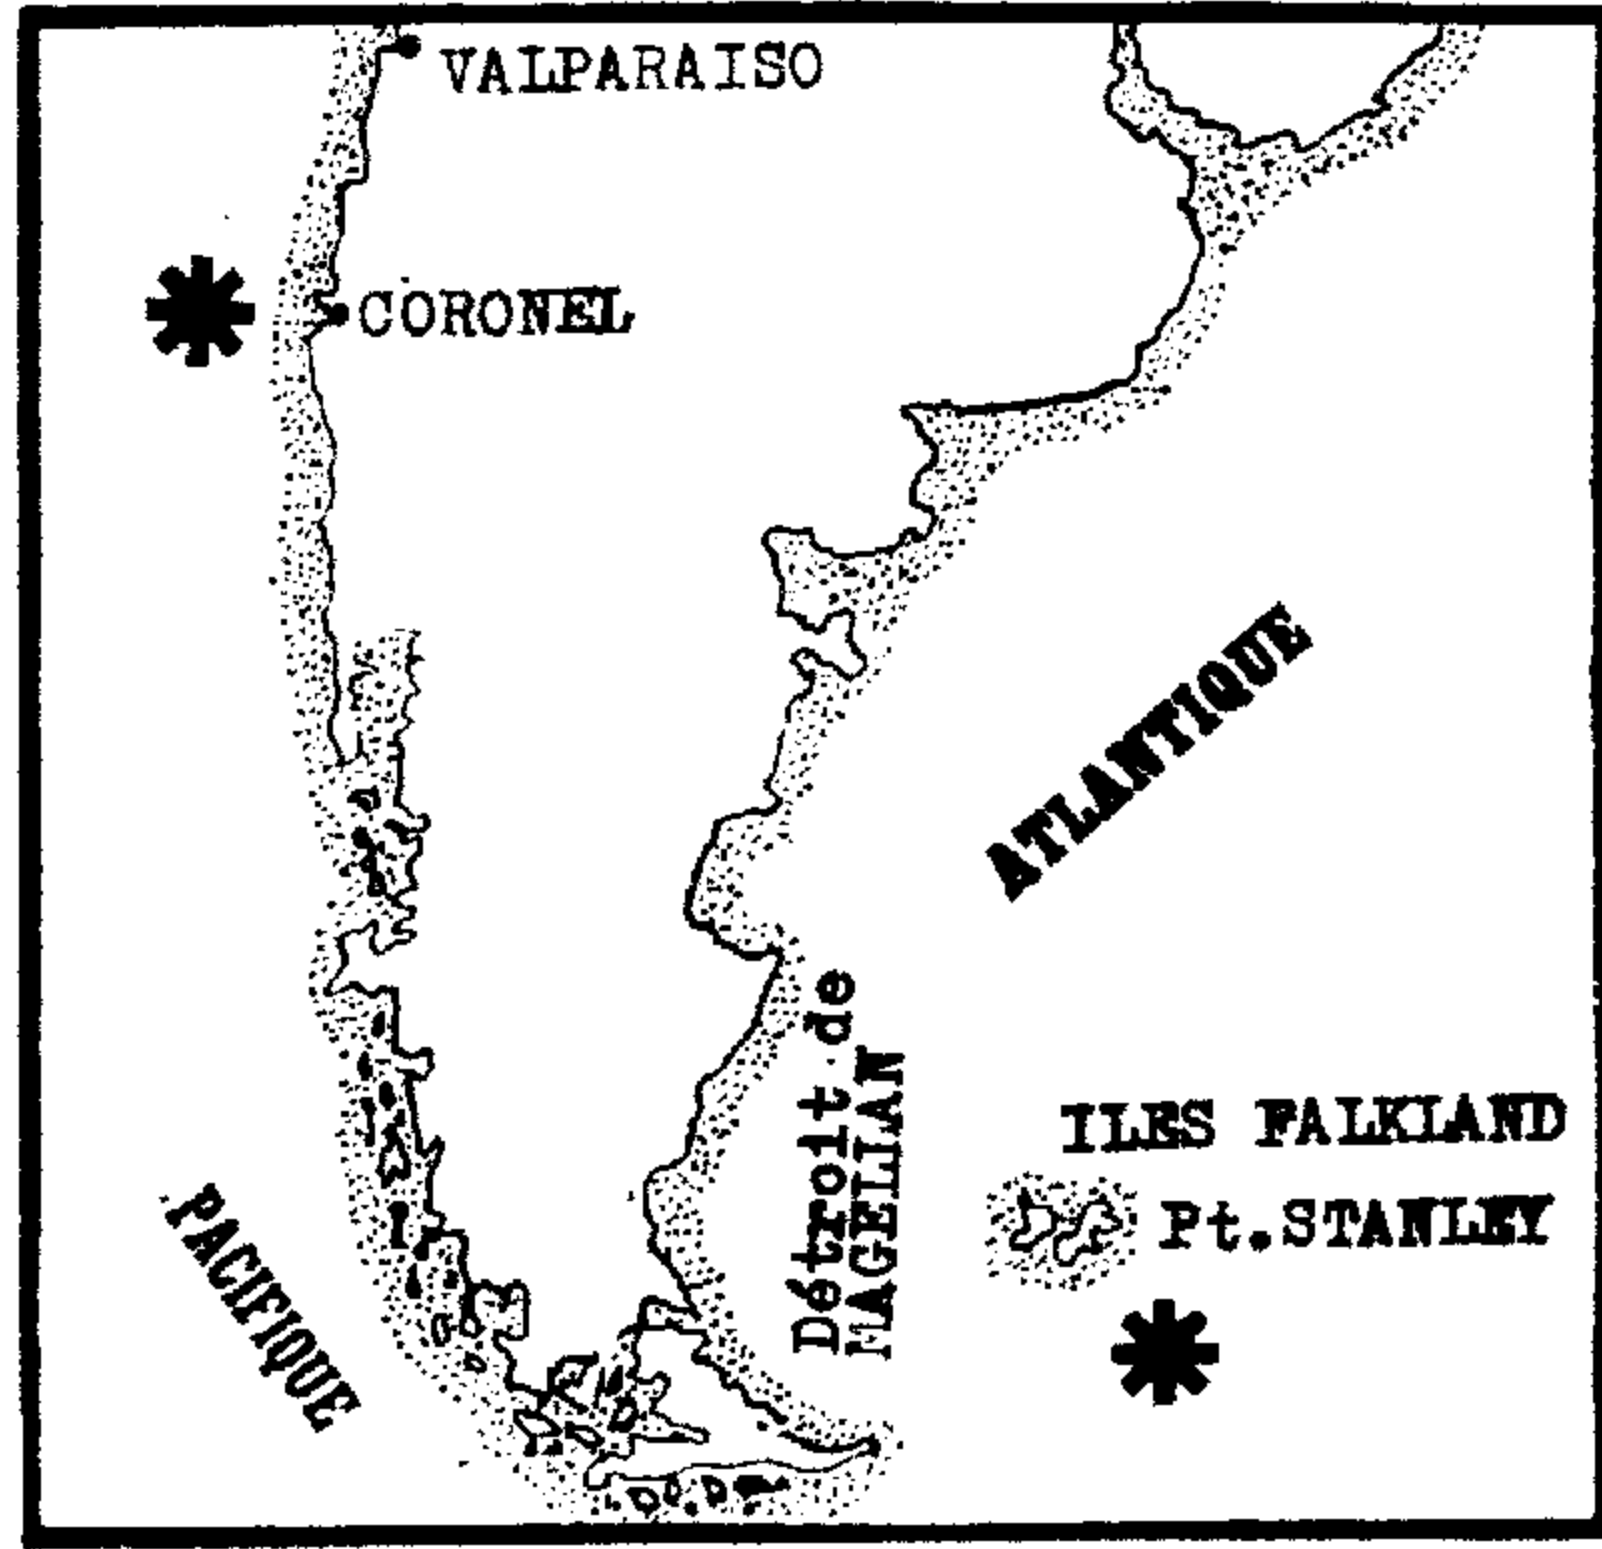 VALPARAISO
CORONEL
ATLANTIQUE
Détroit de
MAGELLAN
ILES FALKLAND
Pt.STANLEY
PACIFIQUE